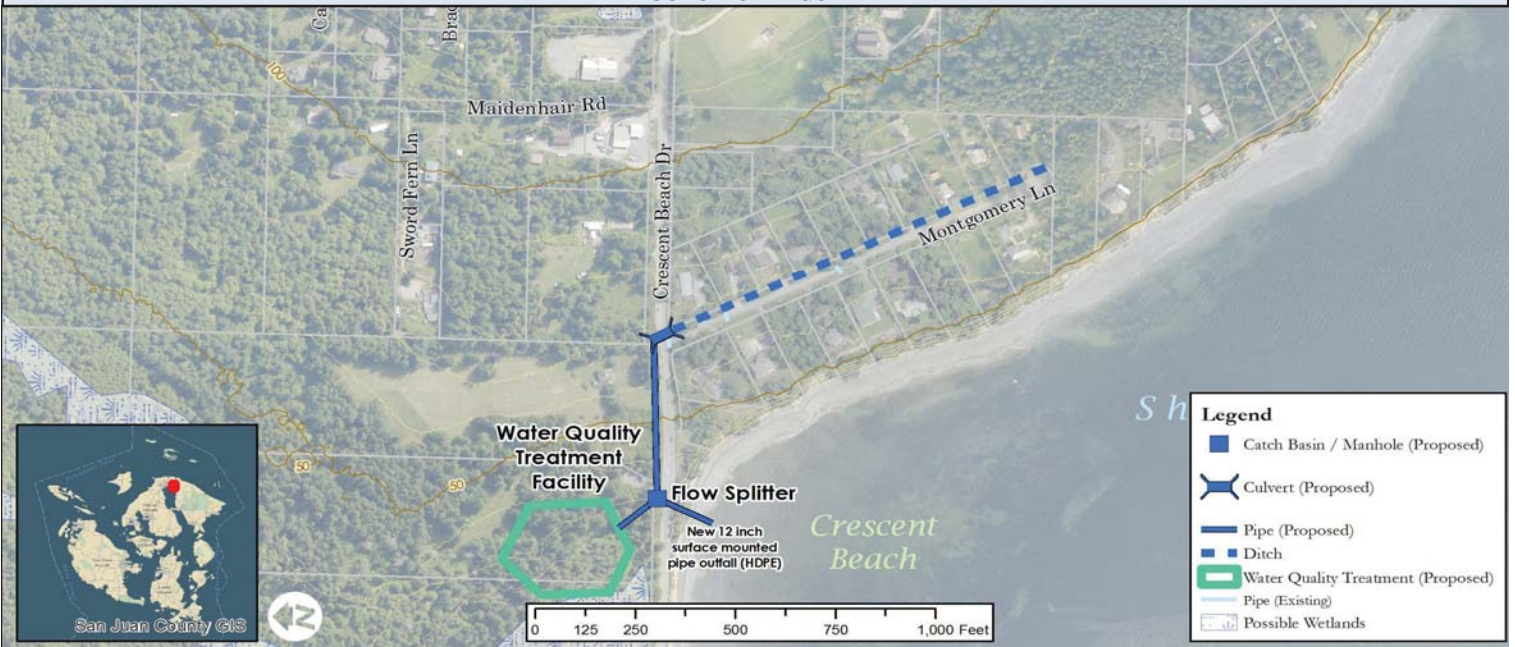 Ca
Brad
100
Maidenhair Rd
Sword Fern Ln
Crescent Beach Dr
Montgomery Ln
Water Quality
Treatment
Facility
50
50
Flow Splitter
New 12 inch
surface mounted
pipe outfall (HDPE)
Crescent
Beach
Sh
San Juan County GIS
N
0 125 250 500 750 1,000 Feet
Legend
Catch Basin / Manhole (Proposed)
Culvert (Proposed)
Pipe (Proposed)
Ditch
Water Quality Treatment (Proposed)
Pipe (Existing)
Possible Wetlands